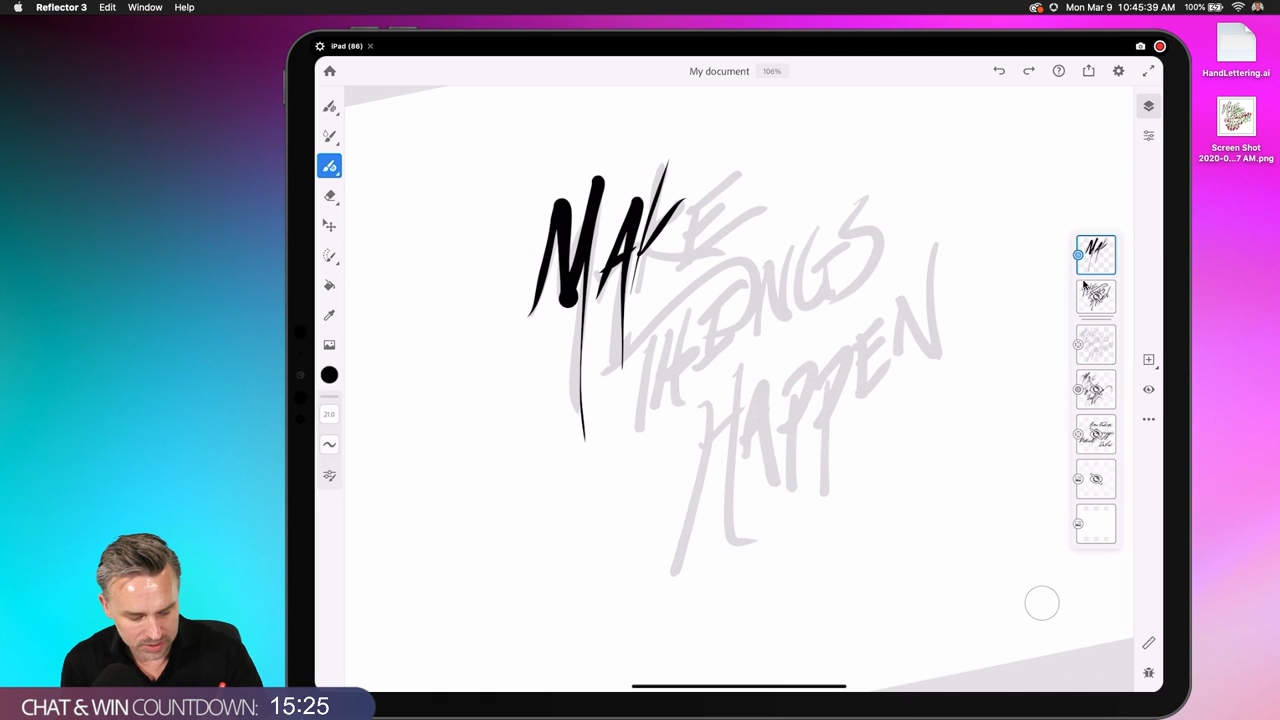 Reflector 3 Edit Window Help
100% Mon Mar 9 10:45:39 AM
iPad (86)
My document 106%
HandLettering.ai
Screen Shot
2020-0...7 AM.png
MAK
MAKE
THINGS
HAPPEN
21.0
CHAT & WIN COUNTDOWN: 15:25